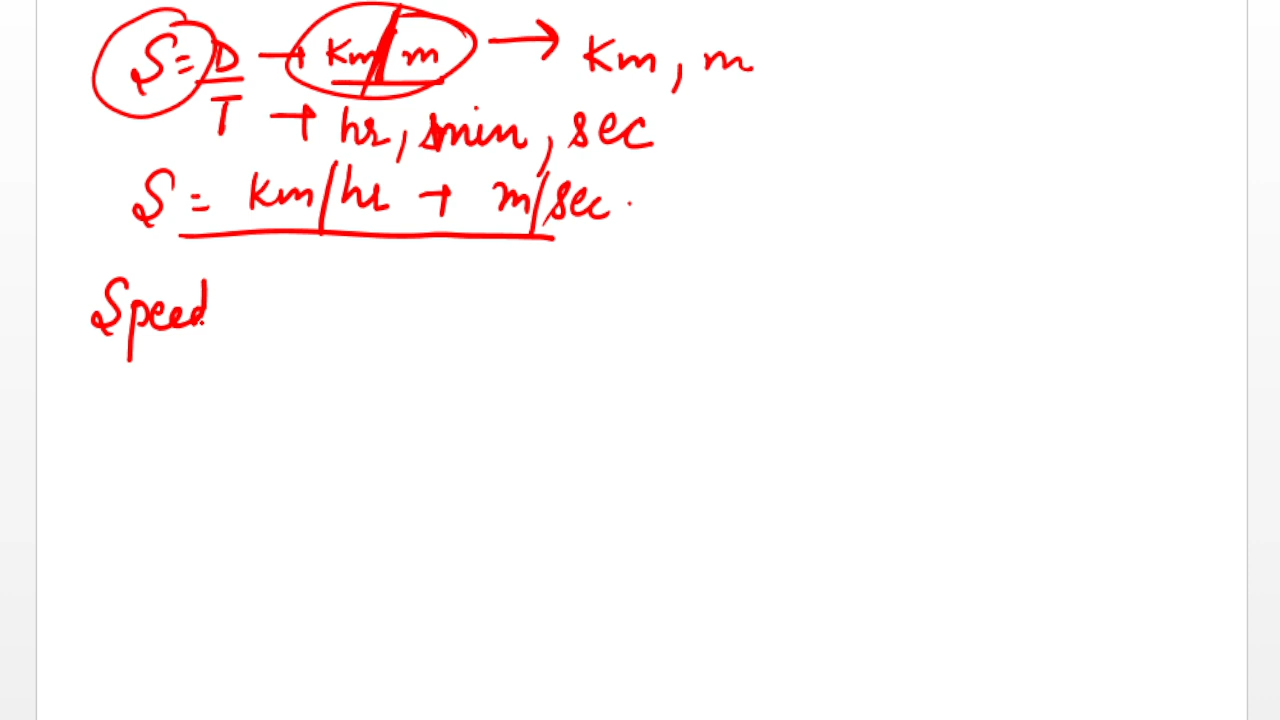 S = D/T → Km/m → Km, m
→ hr, min, sec
S = Km/hr → m/sec.
Speed